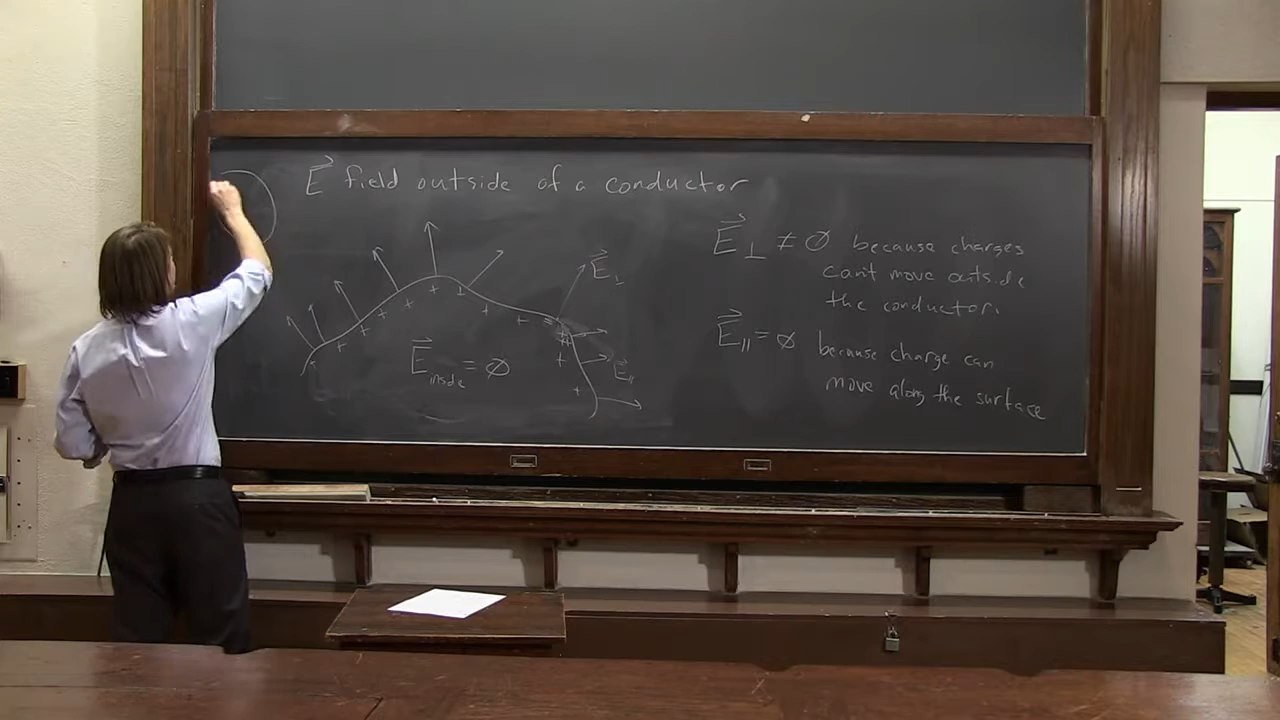 E⃗ field outside of a conductor
E⃗⊥ ≠ ∅ because charges
can't move outside
the conductor.
E⃗⊥
E⃗∥ = ∅ because charge can
move along the surface
E⃗inside = ∅
E⃗∥